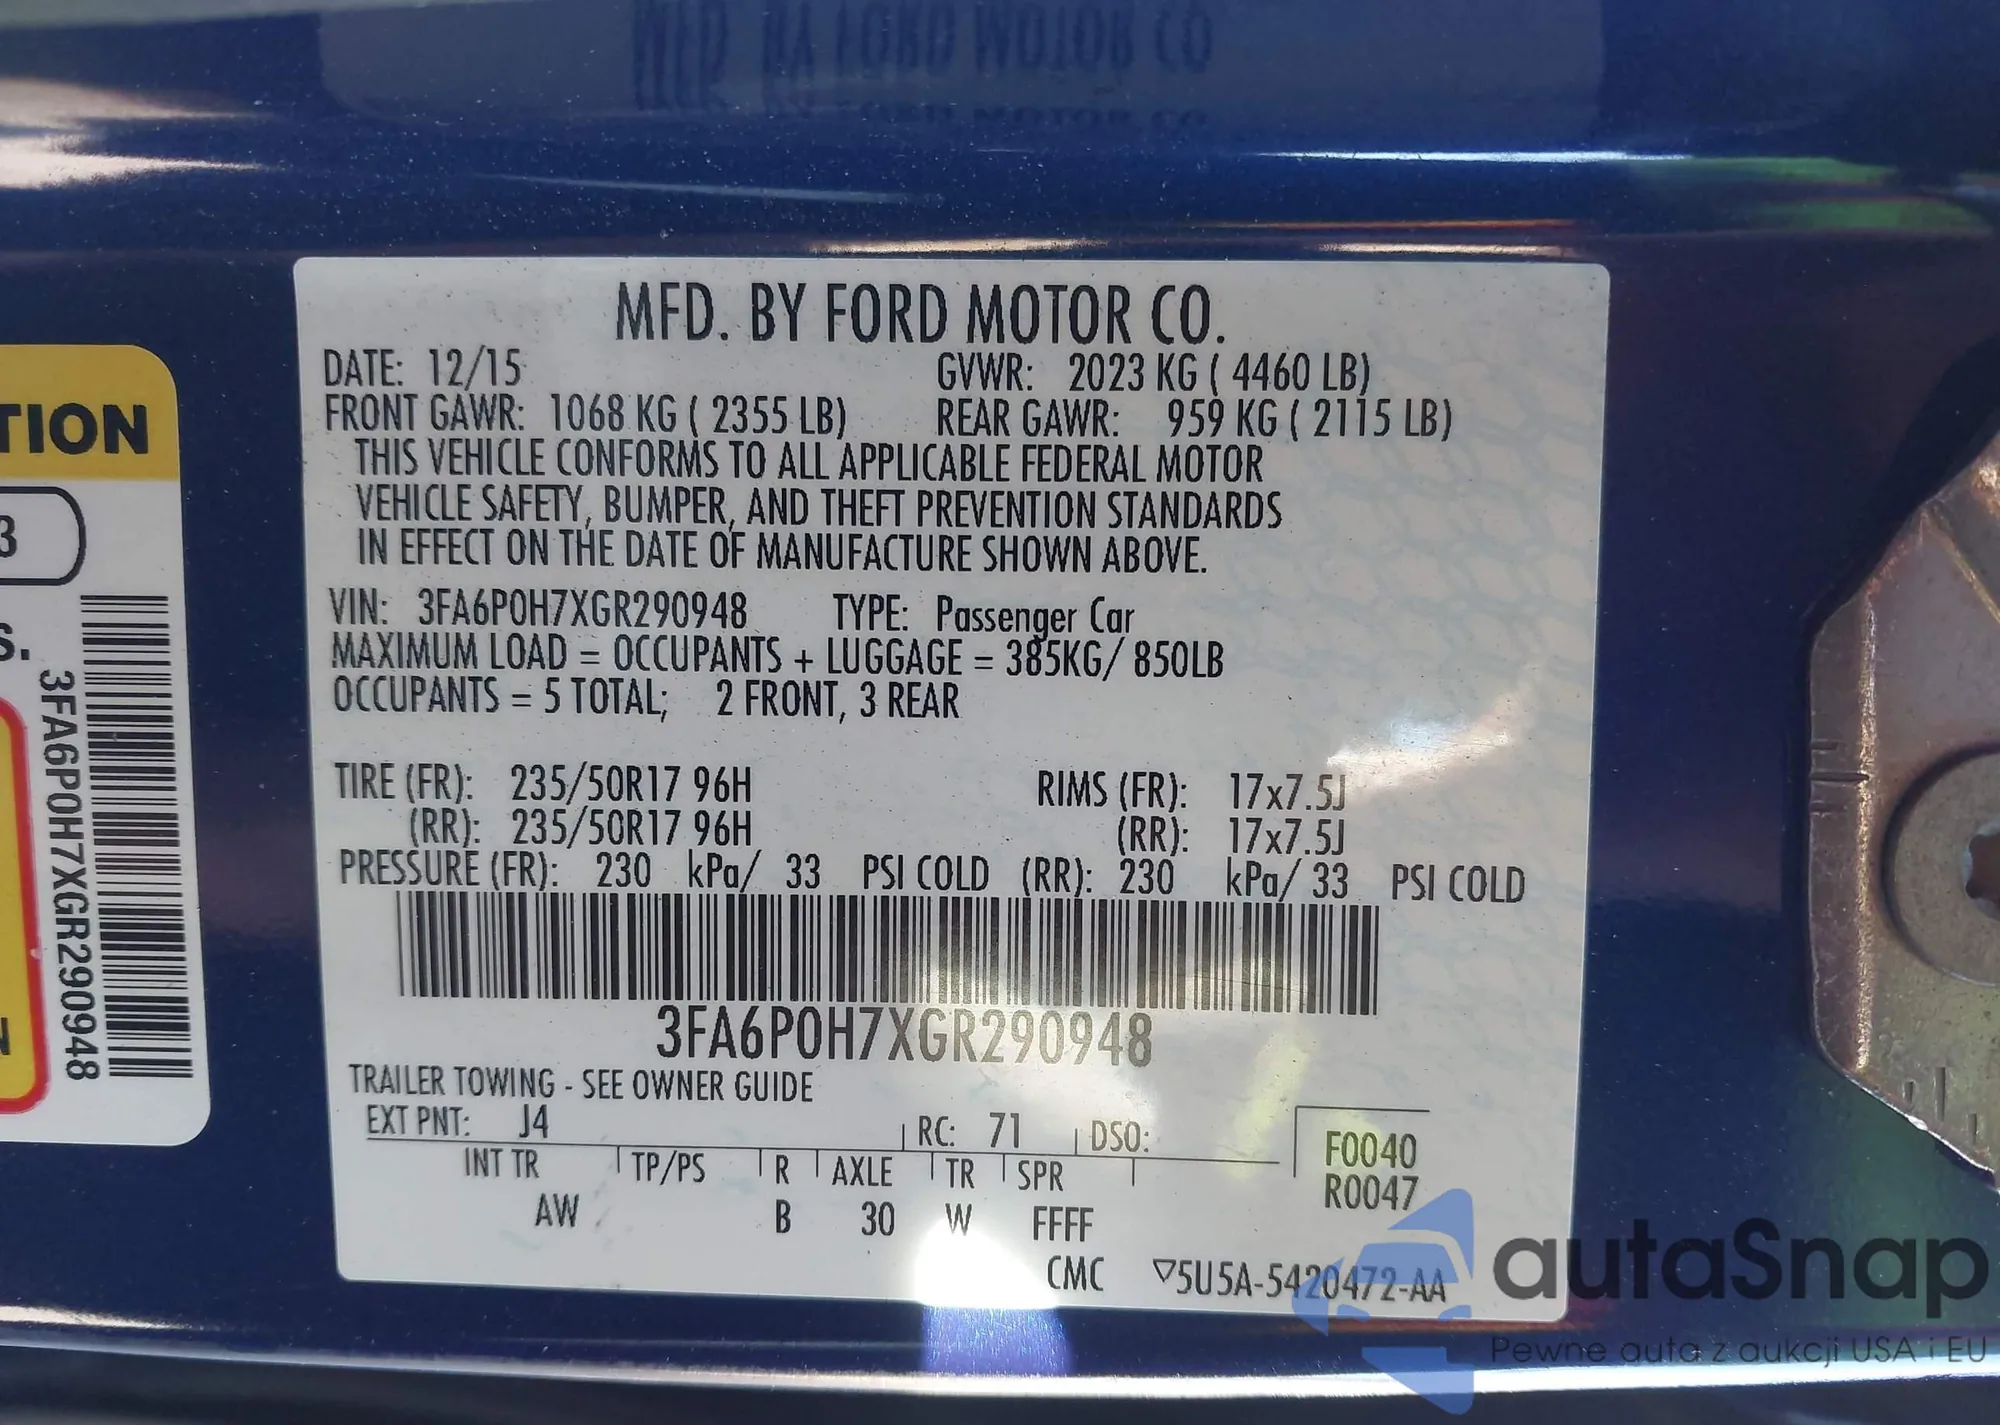 MFD. BY FORD MOTOR CO.
DATE: 12/15 GVWR: 2023 KG ( 4460 LB)
FRONT GAWR: 1068 KG ( 2355 LB) REAR GAWR: 959 KG ( 2115 LB)
THIS VEHICLE CONFORMS TO ALL APPLICABLE FEDERAL MOTOR
VEHICLE SAFETY, BUMPER, AND THEFT PREVENTION STANDARDS
IN EFFECT ON THE DATE OF MANUFACTURE SHOWN ABOVE.
VIN: 3FA6P0H7XGR290948 TYPE: Passenger Car
MAXIMUM LOAD = OCCUPANTS + LUGGAGE = 385KG/ 850LB
OCCUPANTS = 5 TOTAL; 2 FRONT, 3 REAR
TIRE (FR): 235/50R17 96H RIMS (FR): 17x7.5J
(RR): 235/50R17 96H (RR): 17x7.5J
PRESSURE (FR): 230 kPa/ 33 PSI COLD (RR): 230 kPa/ 33 PSI COLD
3FA6P0H7XGR290948
TRAILER TOWING - SEE OWNER GUIDE
EXT PNT: J4 RC: 71 DSO:
INT TR TP/PS R AXLE TR SPR
AW B 30 W FFFF
F0040
R0047
CMC ▽5U5A-5420472-AA
TION
3
S.
3FA6P0H7XGR290948
N
autaSnap
Pewne auta z aukcji USA i EU